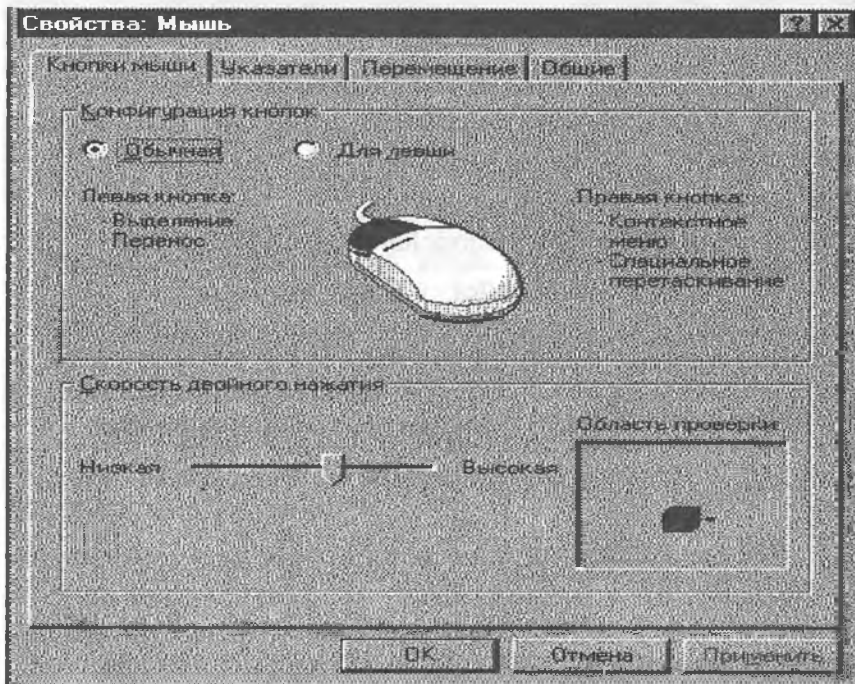 Свойства: Мышь
Кнопки мыши Указатели Перемещение Общие
Конфигурация кнопок
Обычная Для левши
Левая кнопка:
- Выделение
- Перенос
Правая кнопка:
- Контекстное
меню
- Специальное
перетаскивание
Скорость двойного нажатия
Область проверки:
Низкая Высокая
OK Отмена Применить